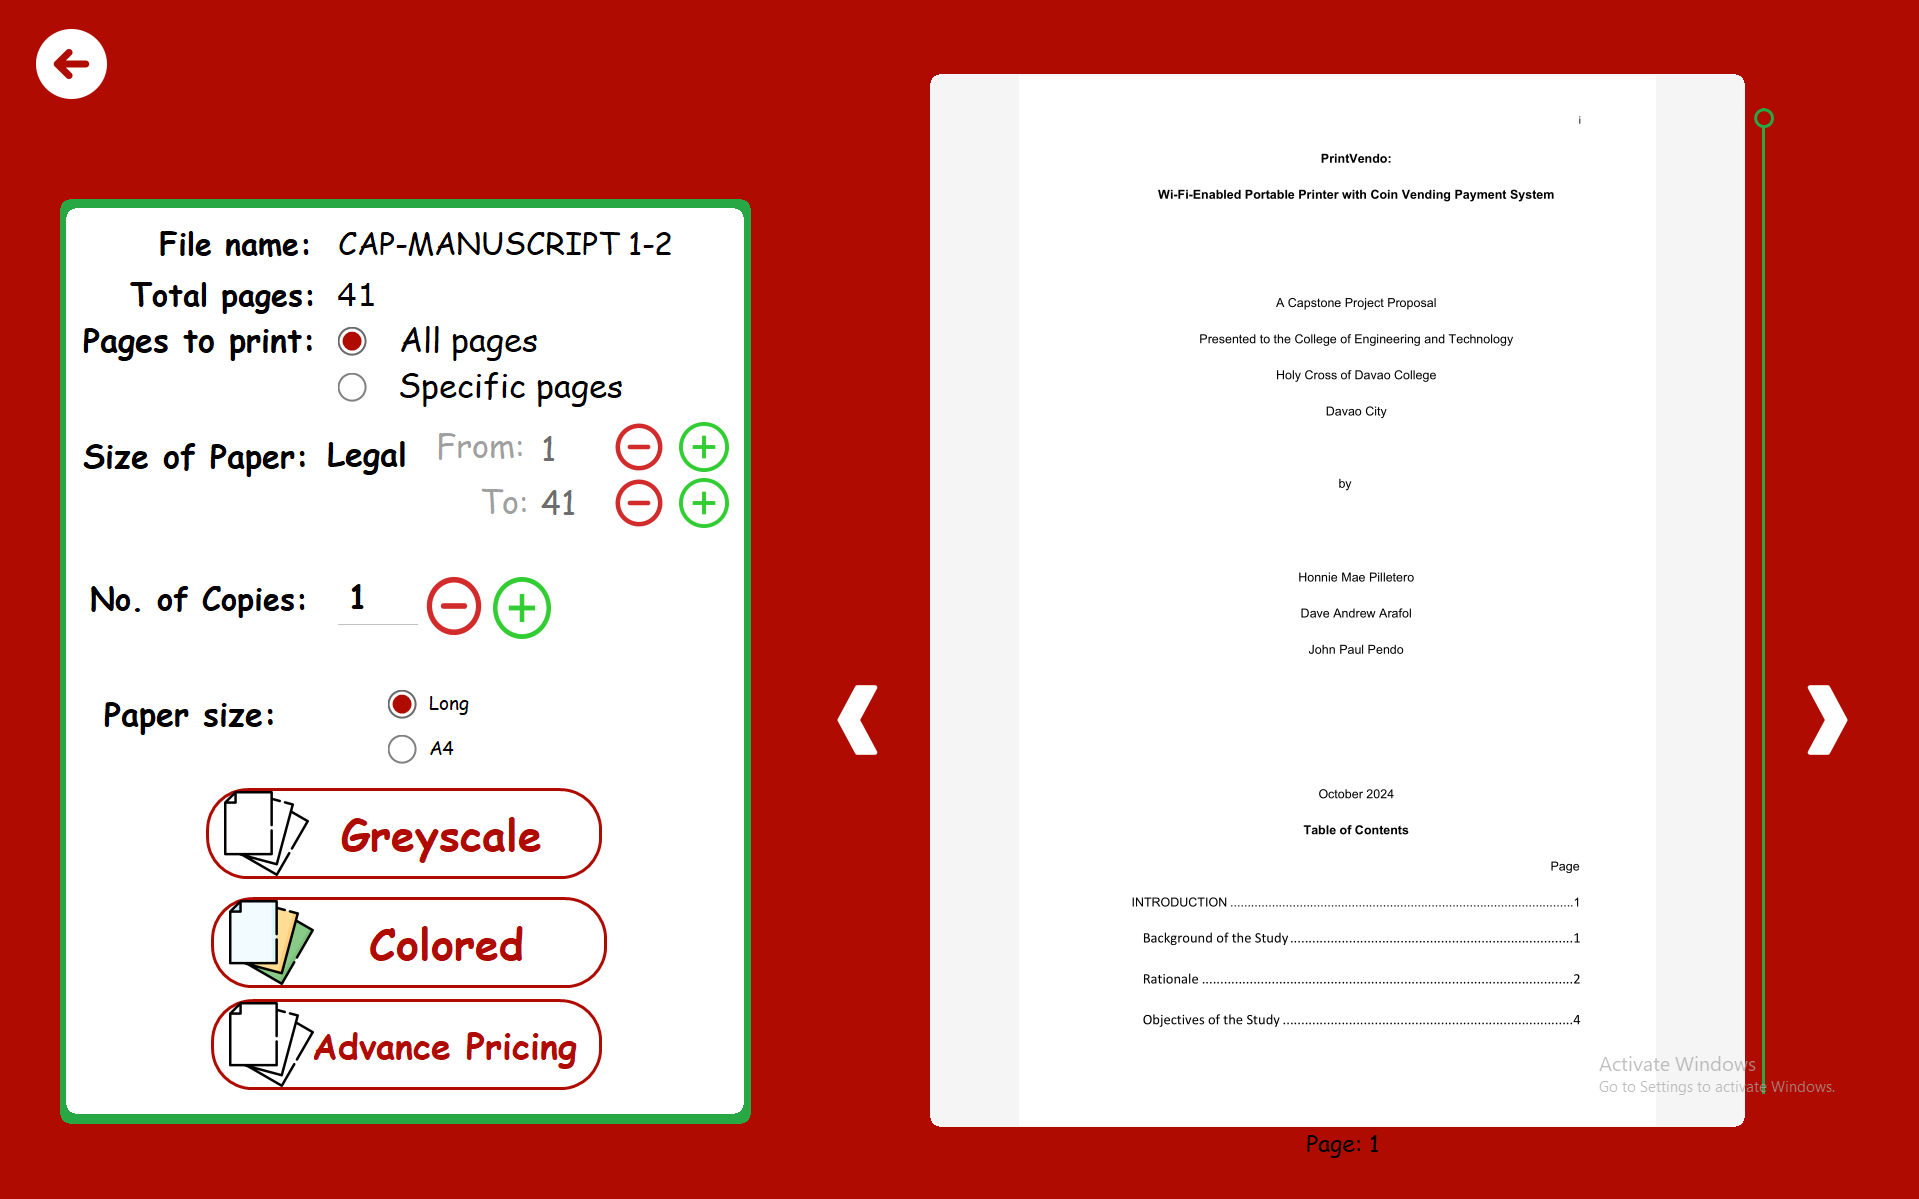 File name: CAP-MANUSCRIPT 1-2
Total pages: 41
Pages to print: All pages
Specific pages
Size of Paper: Legal From: 1
To: 41
No. of Copies: 1
Paper size: Long
A4
Greyscale
Colored
Advance Pricing
i
PrintVendo:
Wi-Fi-Enabled Portable Printer with Coin Vending Payment System
A Capstone Project Proposal
Presented to the College of Engineering and Technology
Holy Cross of Davao College
Davao City
by
Honnie Mae Pilletero
Dave Andrew Arafol
John Paul Pendo
October 2024
Table of Contents
Page
INTRODUCTION ....................................................................................................1
Background of the Study............................................................................1
Rationale ....................................................................................................2
Objectives of the Study ..............................................................................4
Activate Windows
Go to Settings to activate Windows.
Page: 1